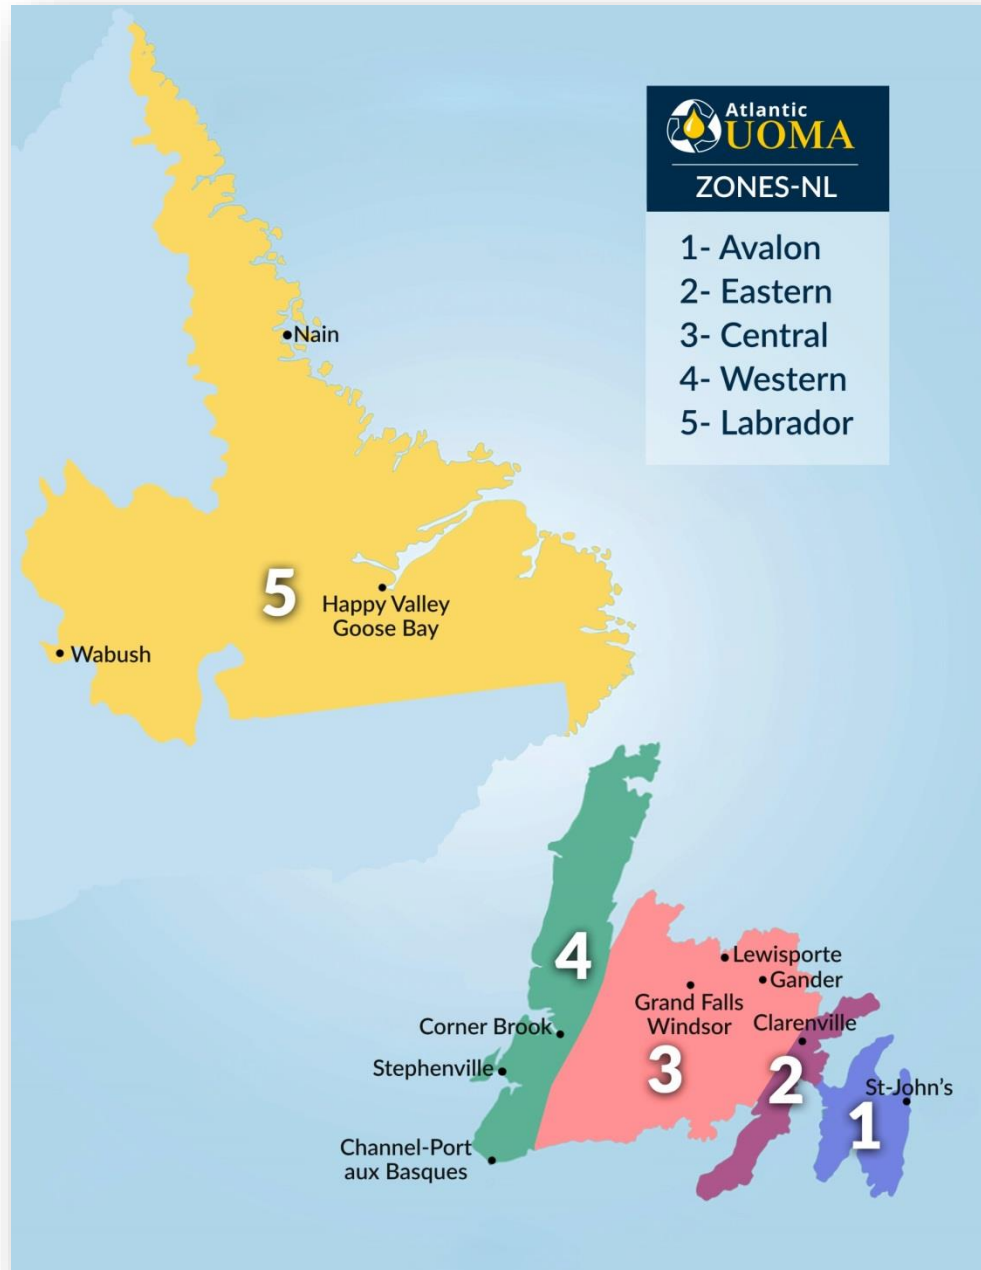 Atlantic
UOMA
ZONES-NL
1- Avalon
2- Eastern
3- Central
4- Western
5- Labrador
Nain
5
Happy Valley
Goose Bay
Wabush
4
Lewisporte
Gander
Grand Falls
Windsor
Clarenville
Corner Brook
3
Stephenville
2
St-John's
1
Channel-Port
aux Basques